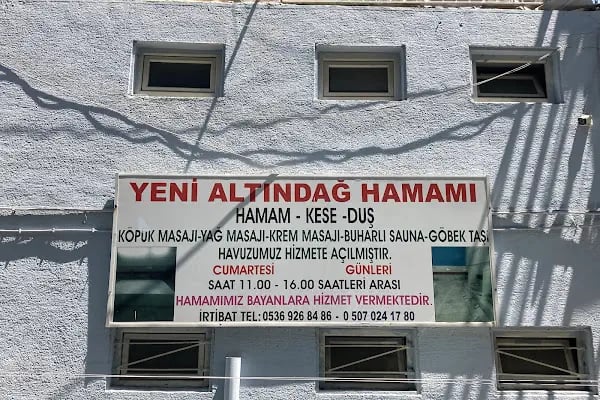 YENİ ALTINDAĞ HAMAMI
HAMAM - KESE -DUŞ
KÖPÜK MASAJI-YAĞ MASAJI-KREM MASAJI-BUHARLI SAUNA-GÖBEK TAŞI
HAVUZUMUZ HİZMETE AÇILMIŞTIR.
CUMARTESİ GÜNLERİ
SAAT 11.00 - 16.00 SAATLERİ ARASI
HAMAMIMIZ BAYANLARA HİZMET VERMEKTEDİR.
İRTİBAT TEL: 0536 926 84 86 - 0 507 024 17 80